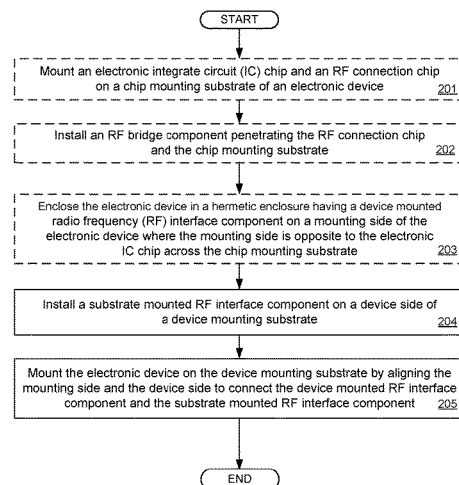 START
Mount an electronic integrate circuit (IC) chip and an RF connection chip
on a chip mounting substrate of an electronic device
201
Install an RF bridge component penetrating the RF connection chip
and the chip mounting substrate
202
Enclose the electronic device in a hermetic enclosure having a device mounted
radio frequency (RF) interface component on a mounting side of the
electronic device where the mounting side is opposite to the electronic
IC chip across the chip mounting substrate
203
Install a substrate mounted RF interface component on a device side of
a device mounting substrate
204
Mount the electronic device on the device mounting substrate by aligning the
mounting side and the device side to connect the device mounted RF interface
component and the substrate mounted RF interface component
205
END